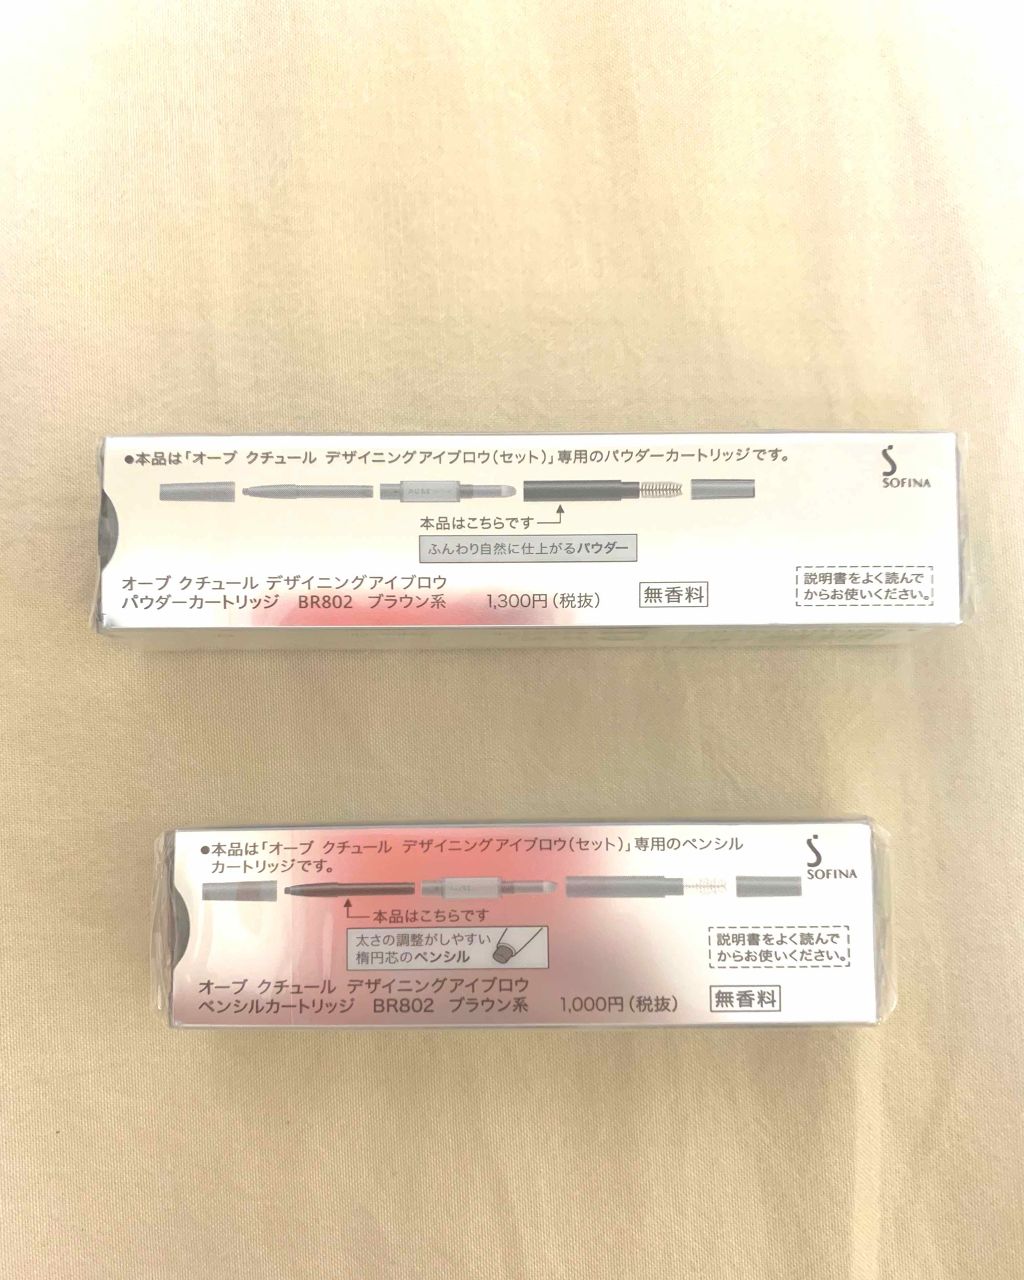 ●本品は「オーブ クチュール デザイニングアイブロウ(セット)」専用のパウダーカートリッジです。
SOFINA
AUBE
本品はこちらです
ふんわり自然に仕上がるパウダー
オーブ クチュール デザイニングアイブロウ
パウダーカートリッジ BR802 ブラウン系 1,300円(税抜) 無香料
説明書をよく読んで
からお使いください。
●本品は「オーブ クチュール デザイニングアイブロウ(セット)」専用のペンシル
カートリッジです。
SOFINA
AUBE
本品はこちらです
太さの調整がしやすい
楕円芯のペンシル
説明書をよく読んで
からお使いください。
オーブ クチュール デザイニングアイブロウ
ペンシルカートリッジ BR802 ブラウン系 1,000円(税抜) 無香料